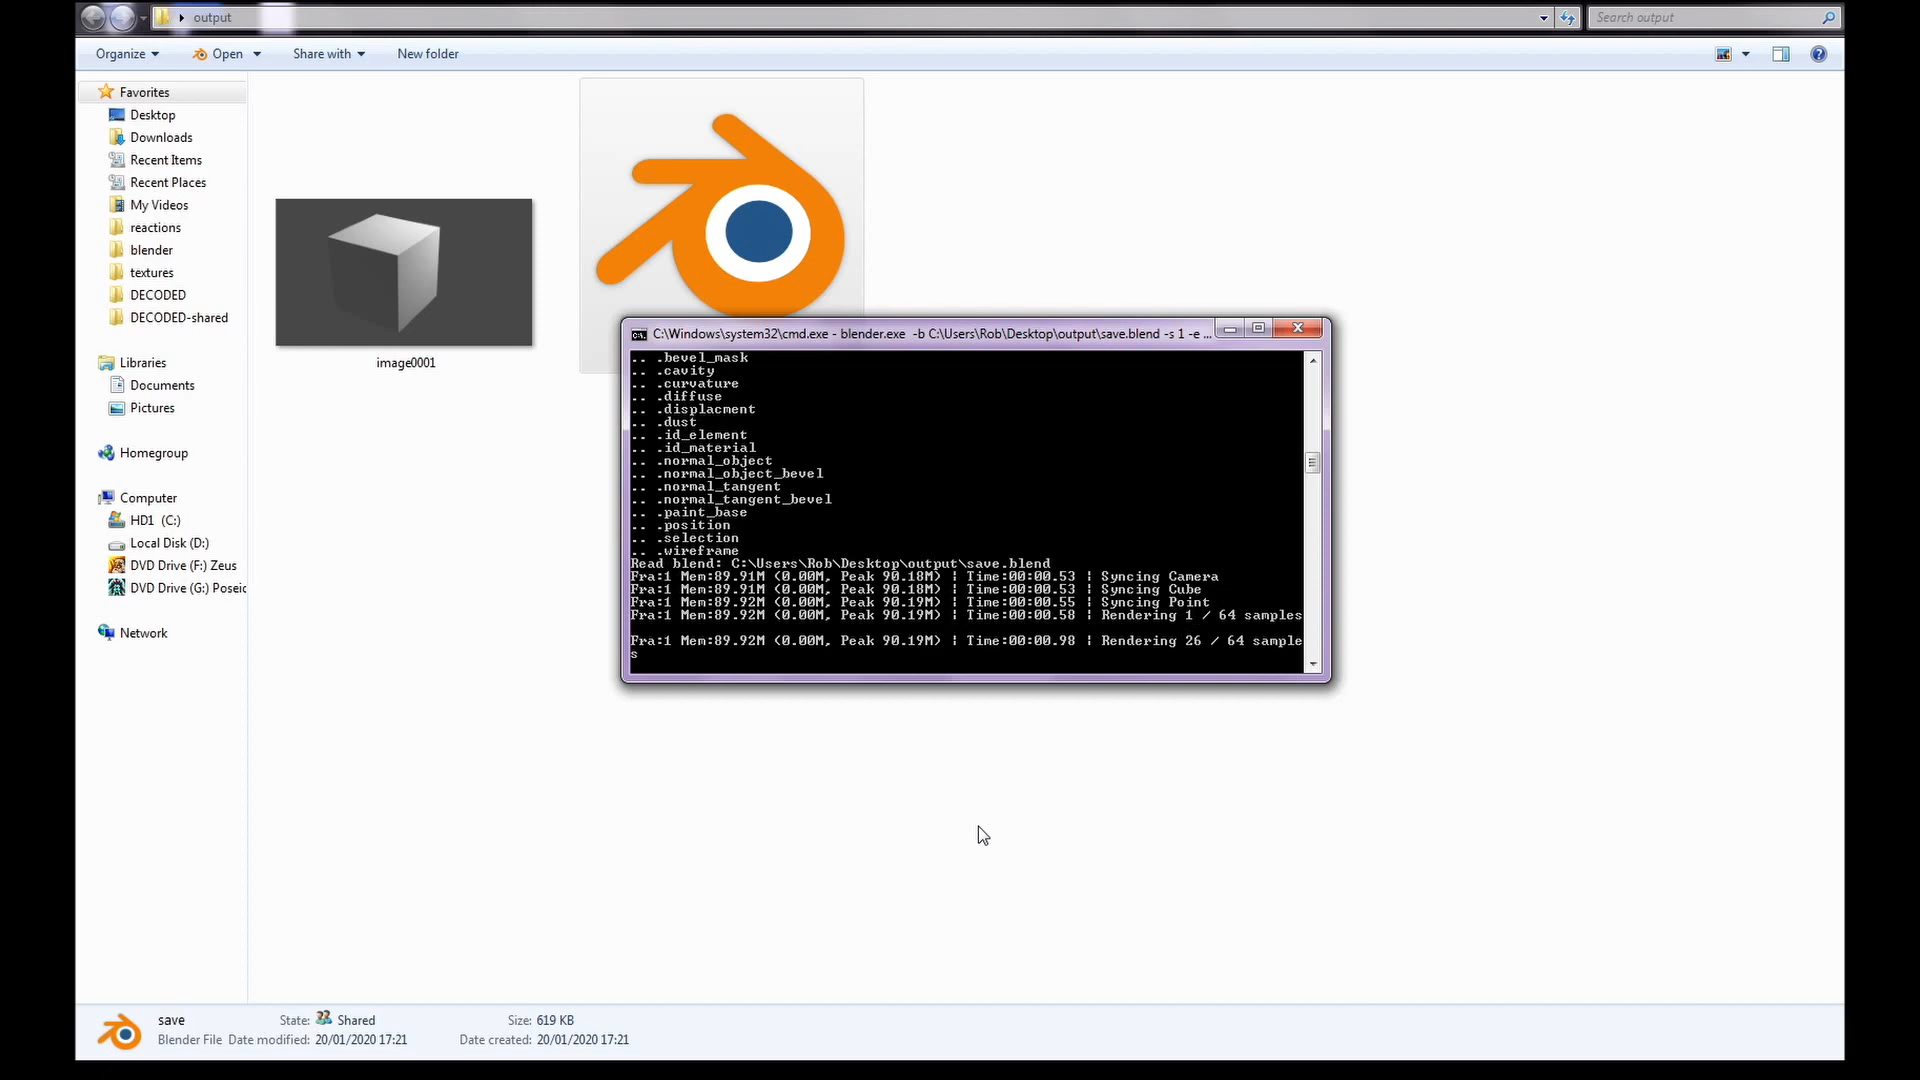 output
Search output
Organize
Open
Share with
New folder
Favorites
Desktop
Downloads
Recent Items
Recent Places
My Videos
reactions
blender
textures
DECODED
DECODED-shared
Libraries
Documents
Pictures
Homegroup
Computer
HD1 (C:)
Local Disk (D:)
DVD Drive (F:) Zeus
DVD Drive (G:) Poseid
Network
image0001
C:\Windows\system32\cmd.exe - blender.exe -b C:\Users\Rob\Desktop\output\save.blend -s 1 -e ...
.. .bevel_mask
.. .cavity
.. .curvature
.. .diffuse
.. .displacment
.. .dust
.. .id_element
.. .id_material
.. .normal_object
.. .normal_object_bevel
.. .normal_tangent
.. .normal_tangent_bevel
.. .paint_base
.. .position
.. .selection
.. .wireframe
Read blend: C:\Users\Rob\Desktop\output\save.blend
Fra:1 Mem:89.91M (0.00M, Peak 90.18M) | Time:00:00.53 | Syncing Camera
Fra:1 Mem:89.91M (0.00M, Peak 90.18M) | Time:00:00.53 | Syncing Cube
Fra:1 Mem:89.92M (0.00M, Peak 90.19M) | Time:00:00.55 | Syncing Point
Fra:1 Mem:89.92M (0.00M, Peak 90.19M) | Time:00:00.58 | Rendering 1 / 64 samples
Fra:1 Mem:89.92M (0.00M, Peak 90.19M) | Time:00:00.98 | Rendering 26 / 64 sample
s
save State: Shared Size: 619 KB
Blender File Date modified: 20/01/2020 17:21 Date created: 20/01/2020 17:21